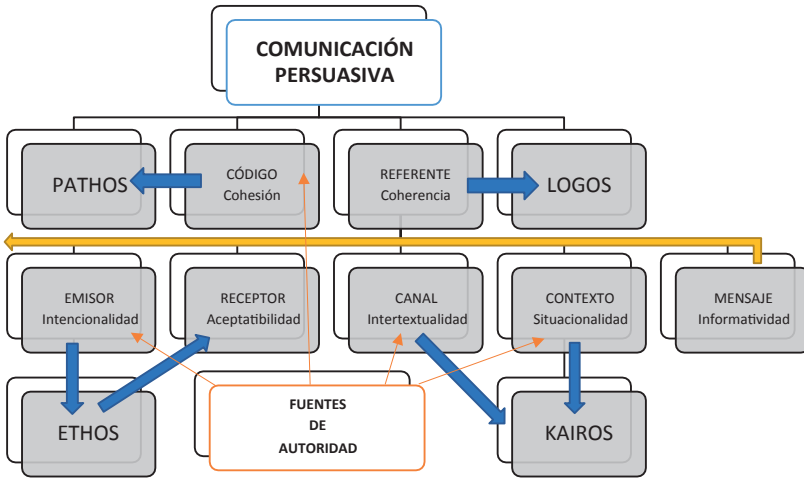 COMUNICACIÓN
PERSUASIVA
PATHOS
CÓDIGO
Cohesión
REFERENTE
Coherencia
LOGOS
EMISOR
Intencionalidad
RECEPTOR
Aceptatibilidad
CANAL
Intertextualidad
CONTEXTO
Situacionalidad
MENSAJE
Informatividad
ETHOS
FUENTES
DE
AUTORIDAD
KAIROS